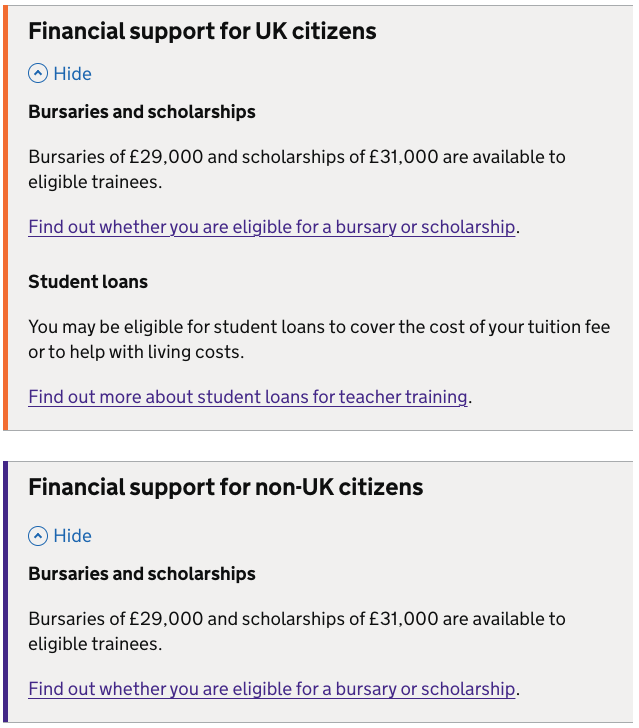 Financial support for UK citizens
Hide
Bursaries and scholarships
Bursaries of £29,000 and scholarships of £31,000 are available to
eligible trainees.
Find out whether you are eligible for a bursary or scholarship.
Student loans
You may be eligible for student loans to cover the cost of your tuition fee
or to help with living costs.
Find out more about student loans for teacher training.
Financial support for non-UK citizens
Hide
Bursaries and scholarships
Bursaries of £29,000 and scholarships of £31,000 are available to
eligible trainees.
Find out whether you are eligible for a bursary or scholarship.